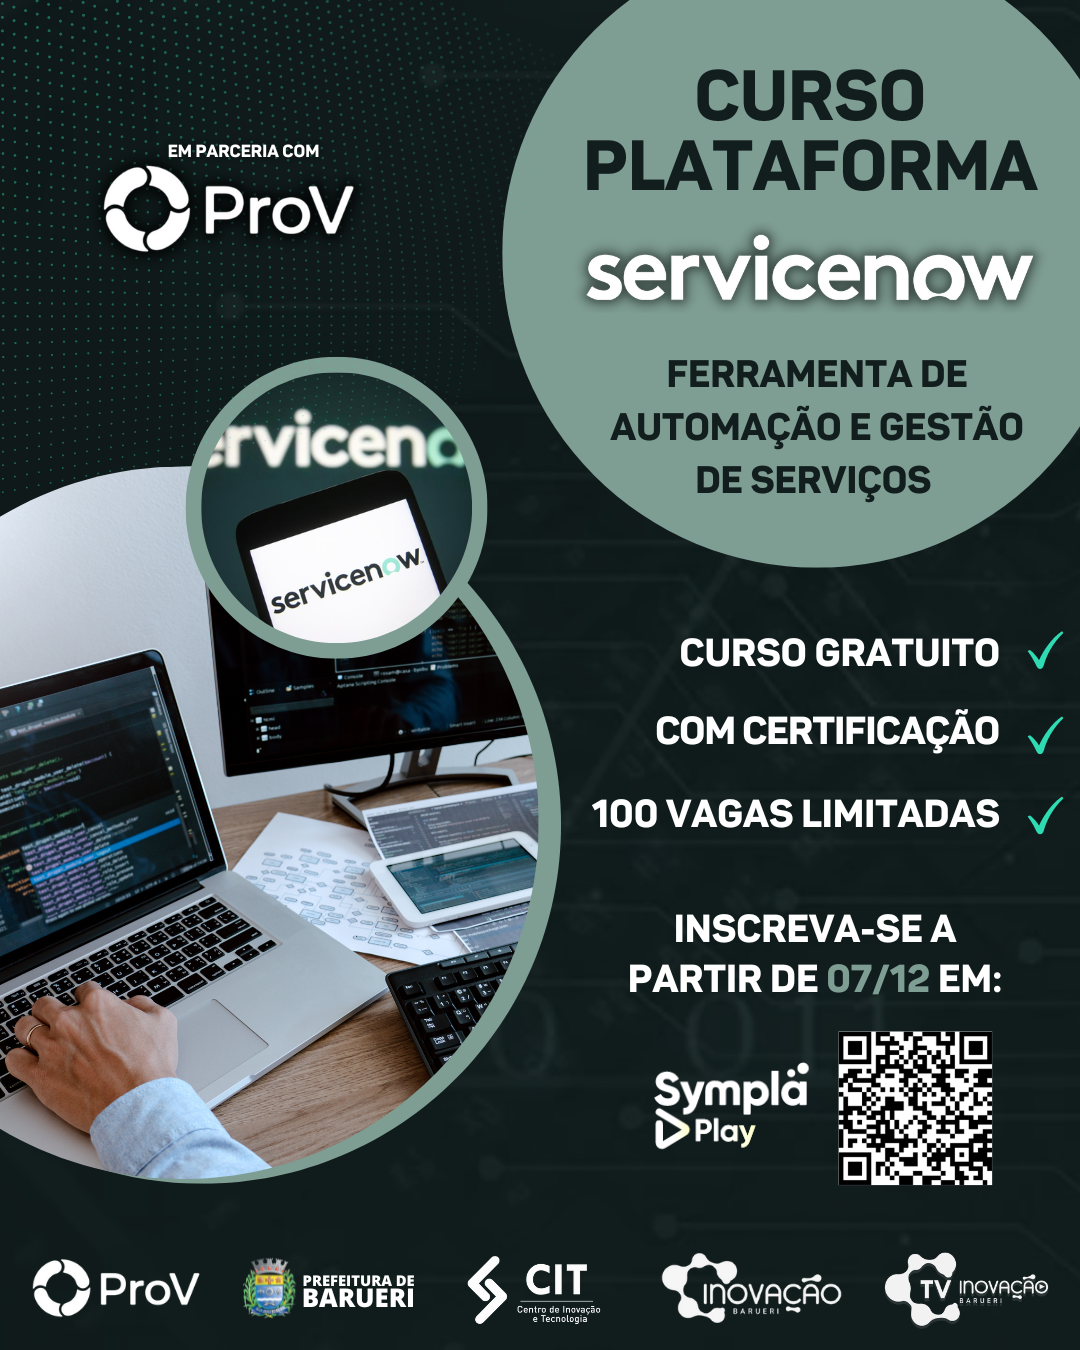 CURSO
PLATAFORMA
servicenow
FERRAMENTA DE
AUTOMAÇÃO E GESTÃO
DE SERVIÇOS
EM PARCERIA COM
ProV
erviceno
servicenow
CURSO GRATUITO
COM CERTIFICAÇÃO
100 VAGAS LIMITADAS
INSCREVA-SE A
PARTIR DE 07/12 EM:
Symplä
Play
ProV
PREFEITURA DE
BARUERI
CIT
Centro de Inovação
e Tecnologia
INOVAÇÃO
BARUERI
TV INOVAÇÃO
BARUERI